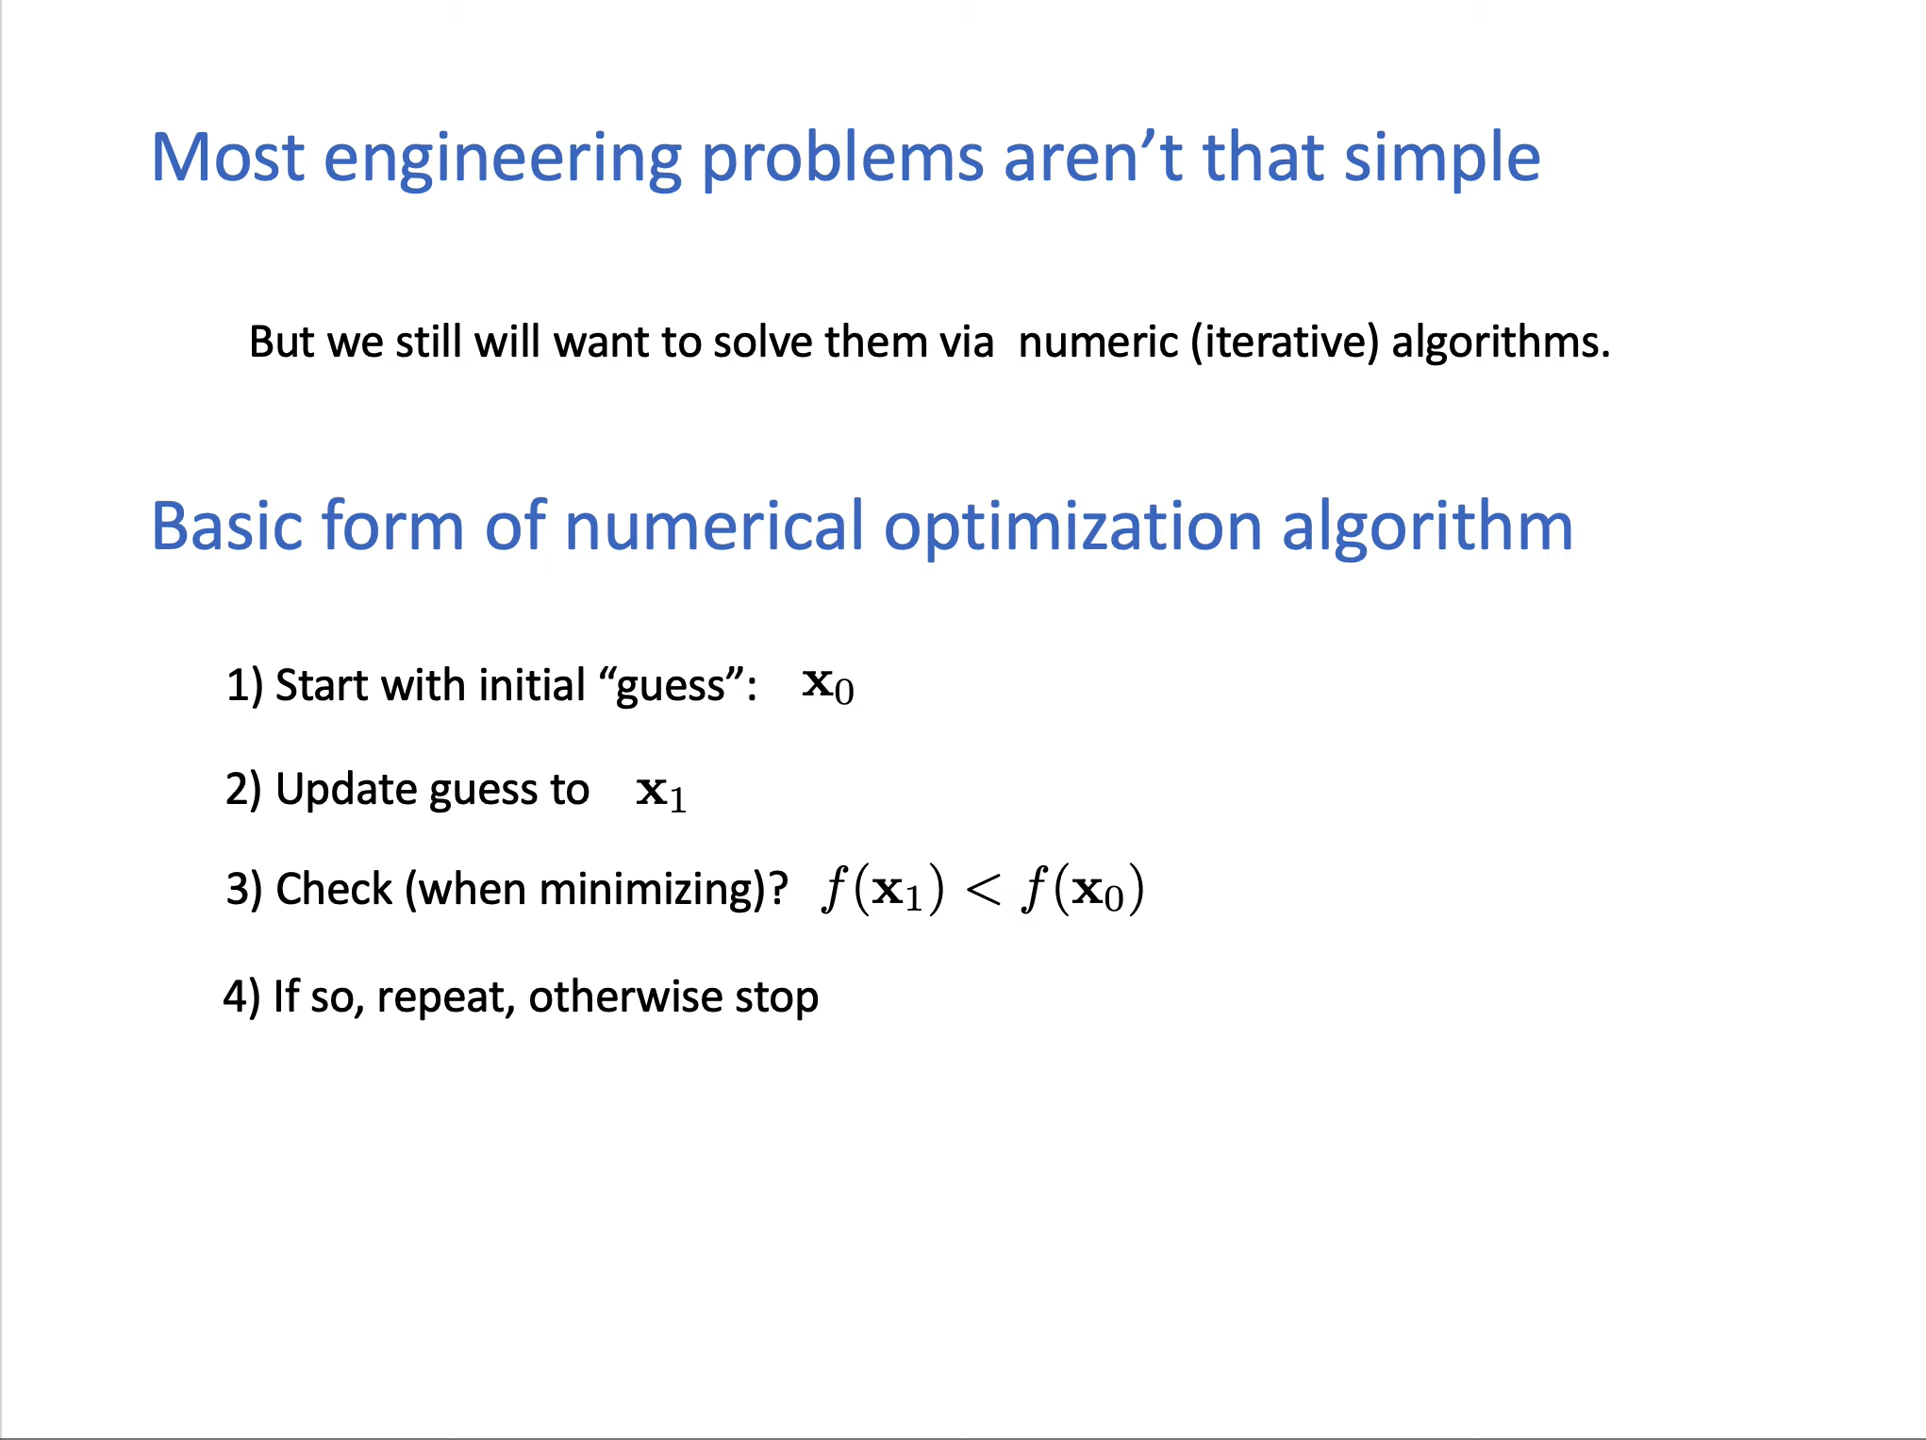 Most engineering problems aren’t that simple
But we still will want to solve them via  numeric (iterative) algorithms.
Basic form of numerical optimization algorithm
1) Start with initial “guess”: x₀
2) Update guess to x₁
3) Check (when minimizing)? f(x₁) < f(x₀)
4) If so, repeat, otherwise stop